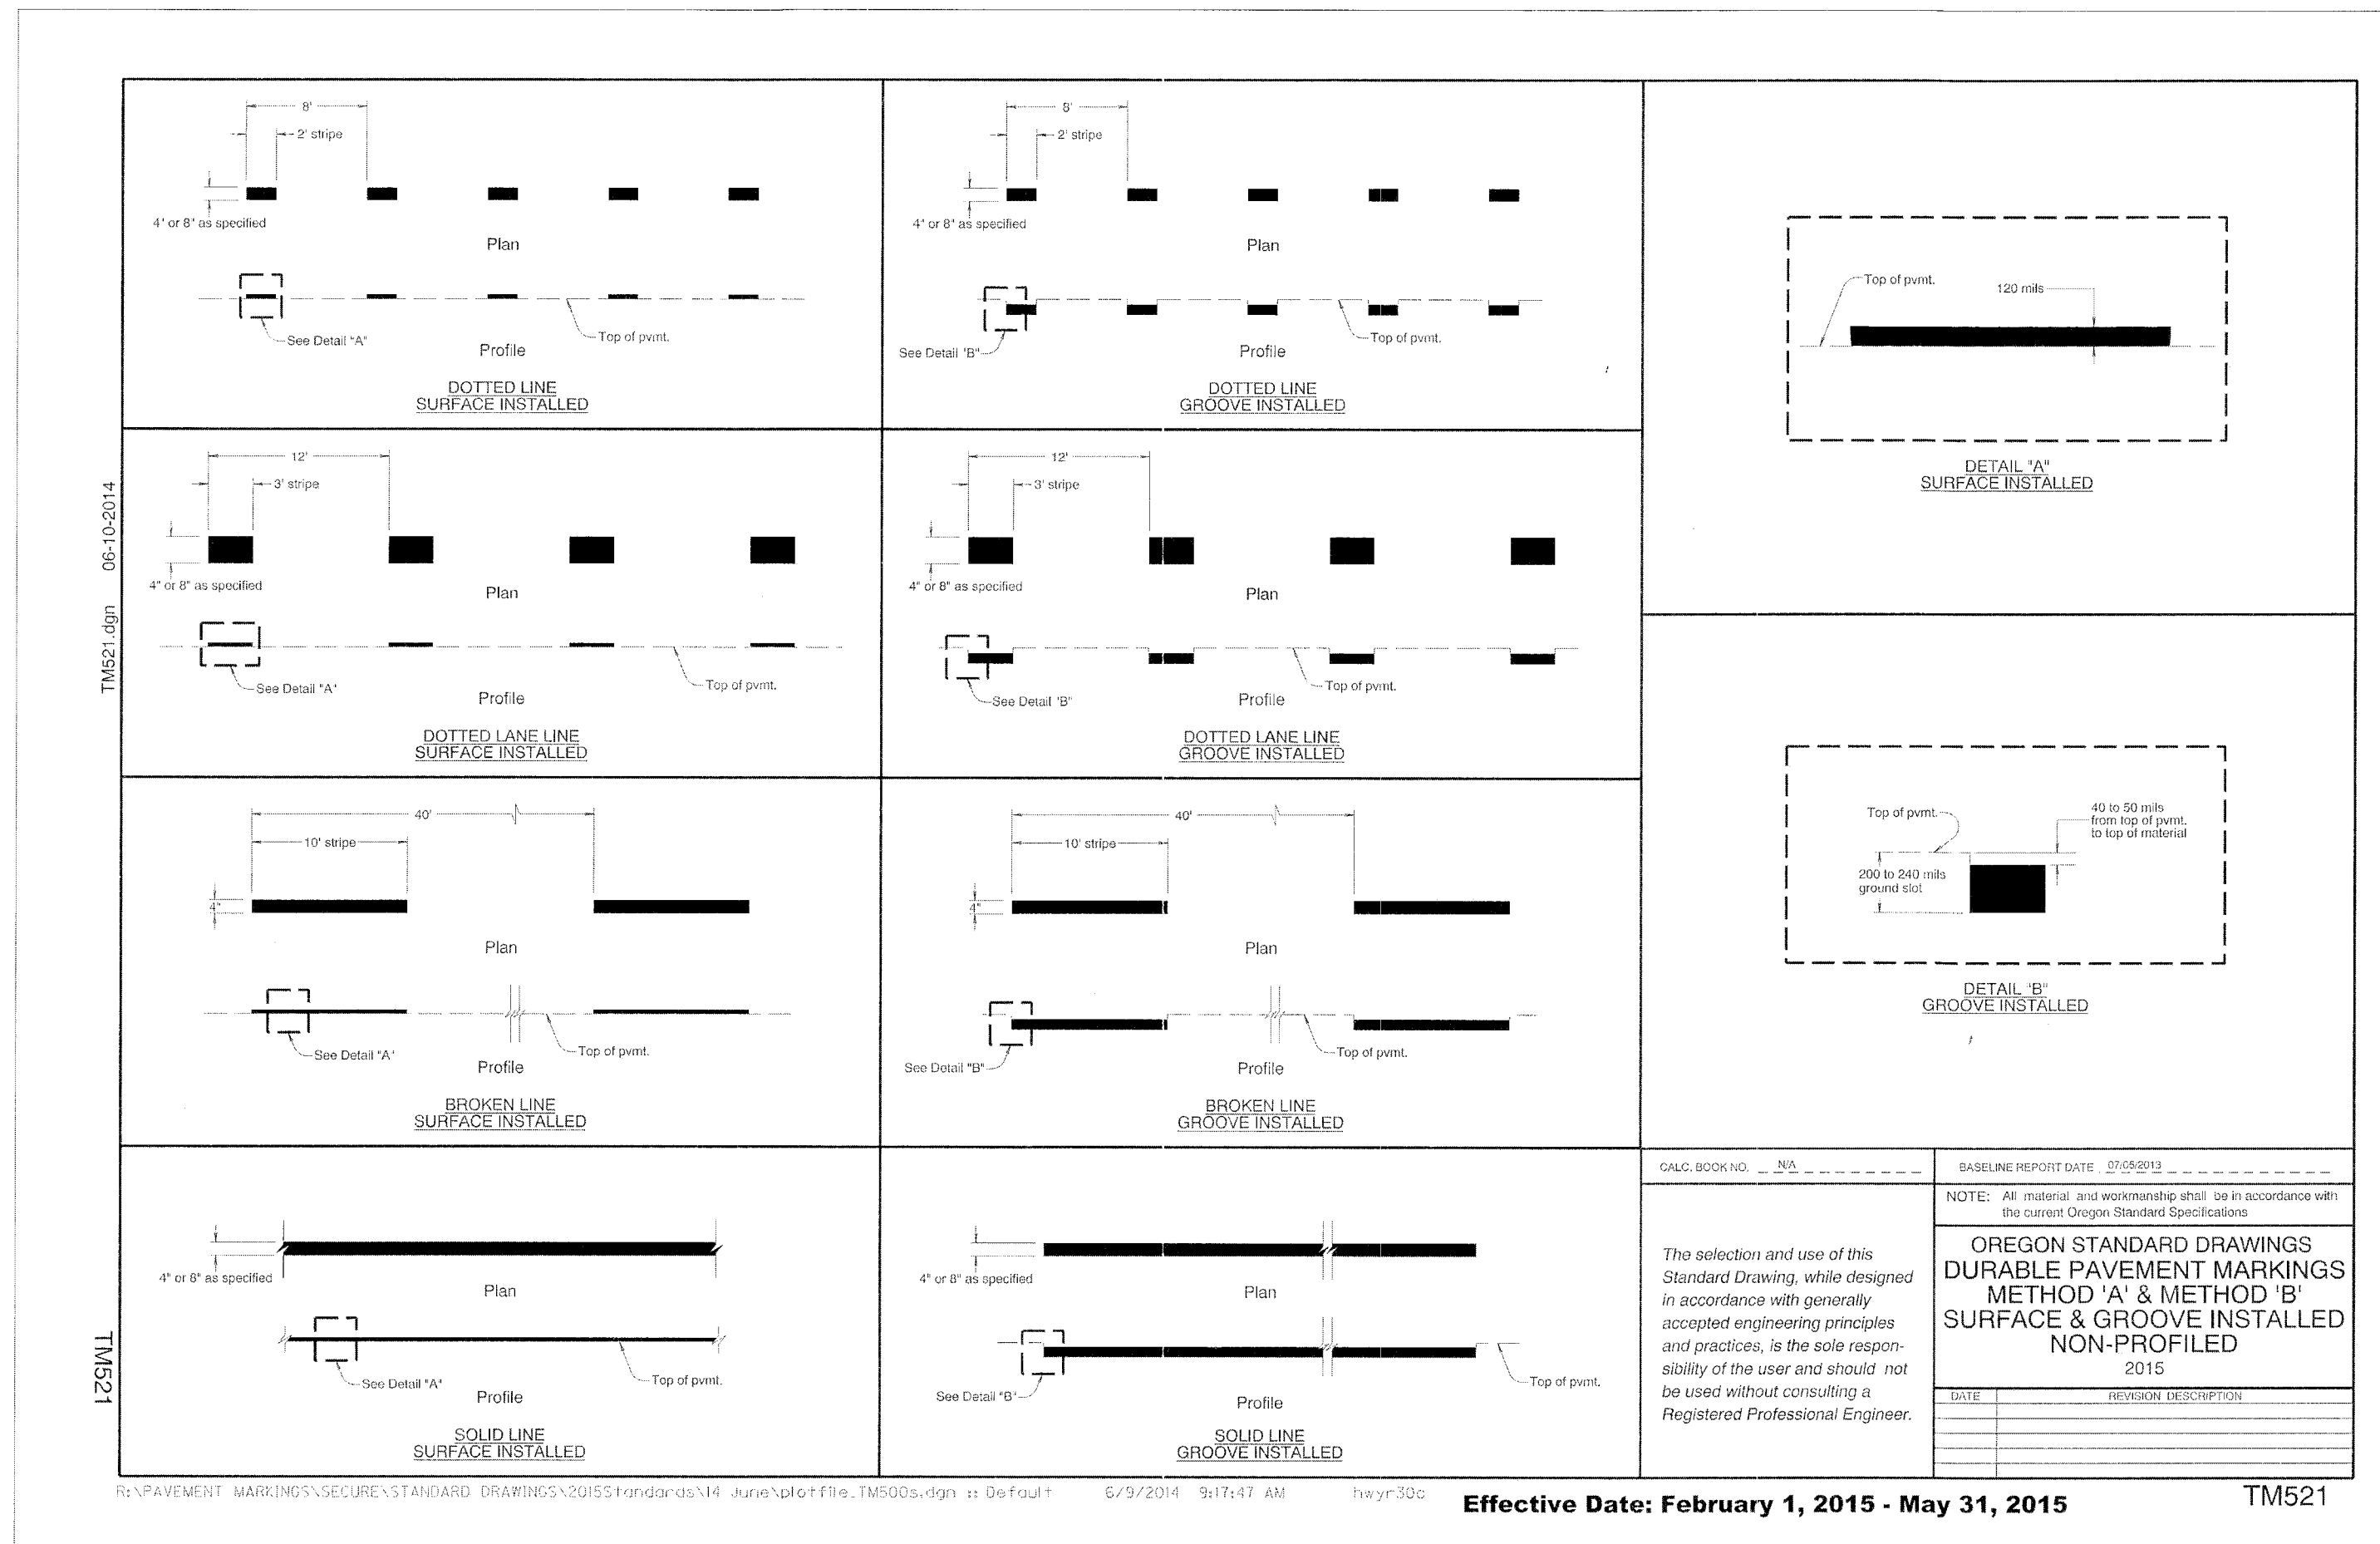 8'
2' stripe
4' or 8" as specified
Plan
See Detail "A"
Top of pvmt.
Profile
DOTTED LINE
SURFACE INSTALLED
8'
2' stripe
4' or 8" as specified
Plan
See Detail 'B"
Top of pvmt.
Profile
DOTTED LINE
GROOVE INSTALLED
Top of pvmt.
120 mils
DETAIL "A"
SURFACE INSTALLED
12'
3' stripe
4" or 8" as specified
Plan
See Detail "A"
Top of pvmt.
Profile
DOTTED LANE LINE
SURFACE INSTALLED
12'
3' stripe
4" or 8" as specified
Plan
See Detail 'B"
Top of pvmt.
Profile
DOTTED LANE LINE
GROOVE INSTALLED
Top of pvmt.
40 to 50 mils
from top of pvmt.
to top of material
200 to 240 mils
ground slot
DETAIL "B"
GROOVE INSTALLED
40'
10' stripe
4"
Plan
See Detail "A"
Top of pvmt.
Profile
BROKEN LINE
SURFACE INSTALLED
40'
10' stripe
4"
Plan
See Detail "B"
Top of pvmt.
Profile
BROKEN LINE
GROOVE INSTALLED
4" or 8" as specified
Plan
See Detail "A"
Top of pvmt.
Profile
SOLID LINE
SURFACE INSTALLED
4" or 8" as specified
Plan
See Detail "B"
Top of pvmt.
Profile
SOLID LINE
GROOVE INSTALLED
CALC. BOOK NO. N/A
BASELINE REPORT DATE 07/05/2013
NOTE: All material and workmanship shall be in accordance with
the current Oregon Standard Specifications
The selection and use of this
Standard Drawing, while designed
in accordance with generally
accepted engineering principles
and practices, is the sole respon-
sibility of the user and should not
be used without consulting a
Registered Professional Engineer.
OREGON STANDARD DRAWINGS
DURABLE PAVEMENT MARKINGS
METHOD 'A' & METHOD 'B'
SURFACE & GROOVE INSTALLED
NON-PROFILED
2015
DATE REVISION DESCRIPTION
TM521.dgn 06-10-2014
TM521
R:\PAVEMENT MARKINGS\SECURE\STANDARD DRAWINGS\2015Standards\14 June\plotfile_TM500s.dgn :: Default 6/9/2014 9:17:47 AM hwyr30c
Effective Date: February 1, 2015 - May 31, 2015
TM521